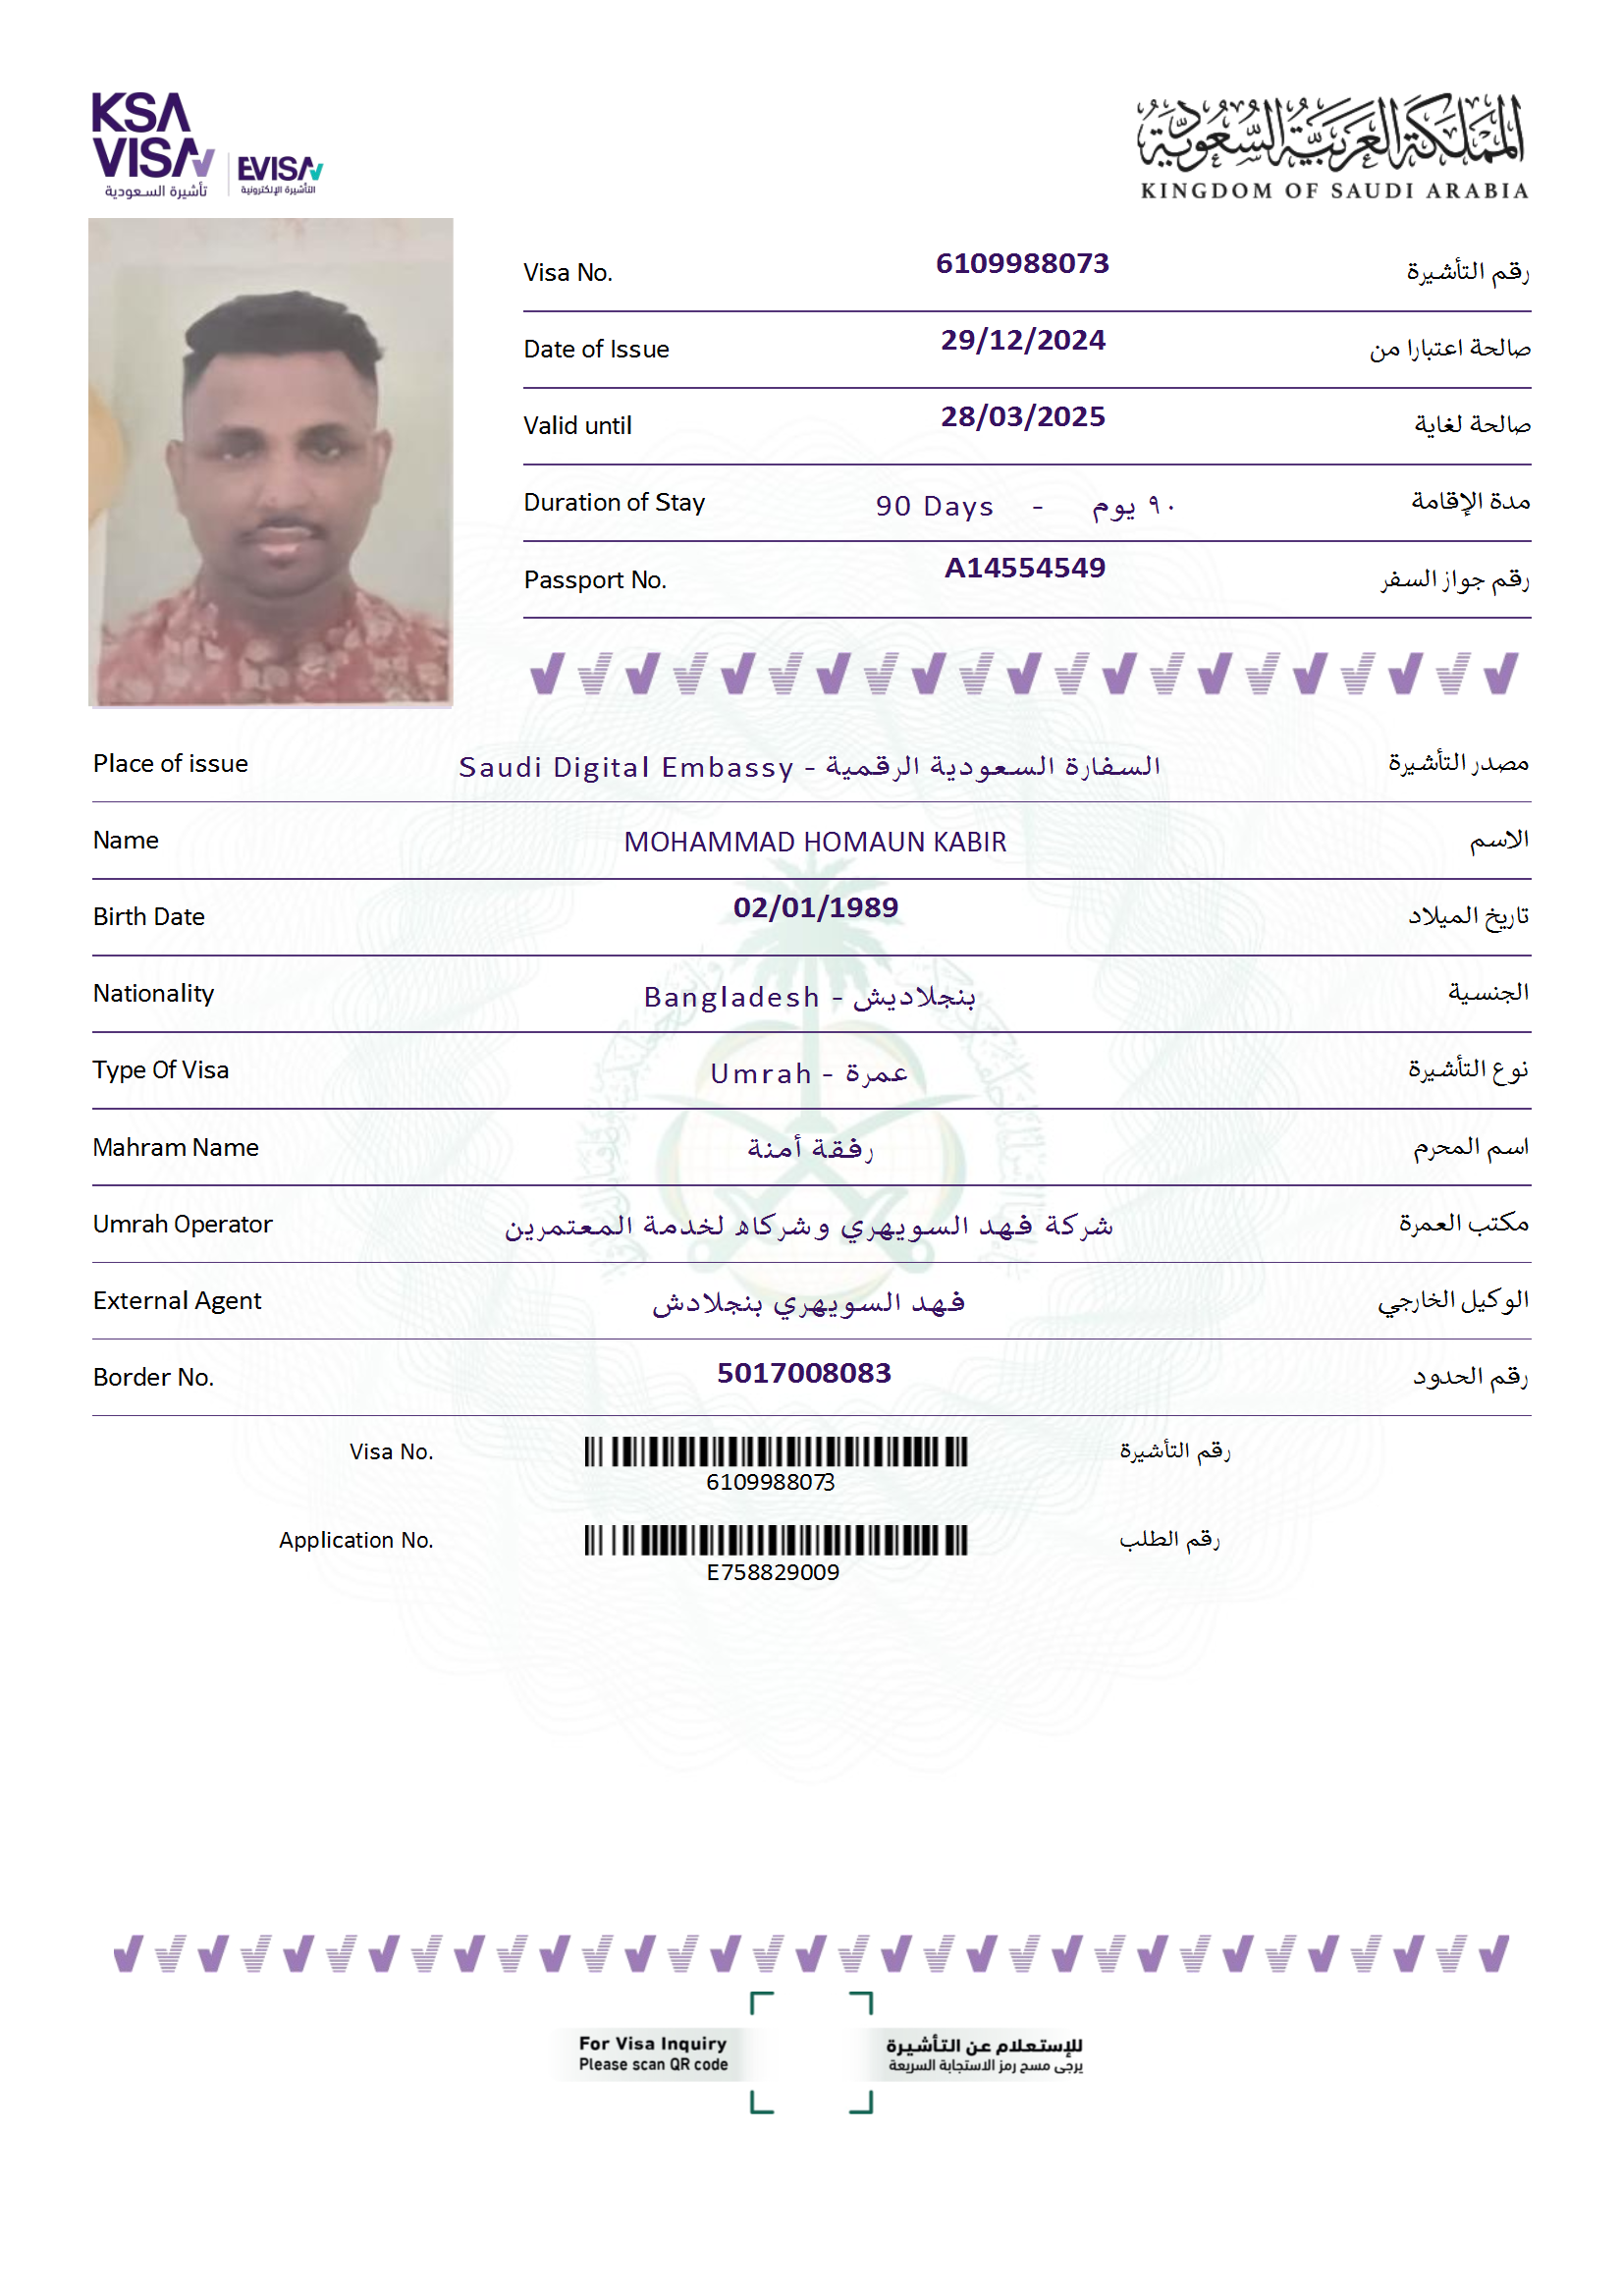 KSA
VISA
تأشيرة السعودية
EVISA
التأشيرة الإلكترونية
المملكة العربية السعودية
KINGDOM OF SAUDI ARABIA
Visa No. 6109988073 رقم التأشيرة
Date of Issue 29/12/2024 صالحة اعتبارا من
Valid until 28/03/2025 صالحة لغاية
Duration of Stay 90 Days - ٩٠ يوم مدة الإقامة
Passport No. A14554549 رقم جواز السفر
Place of issue Saudi Digital Embassy - السفارة السعودية الرقمية مصدر التأشيرة
Name MOHAMMAD HOMAUN KABIR الاسم
Birth Date 02/01/1989 تاريخ الميلاد
Nationality Bangladesh - بنجلاديش الجنسية
Type Of Visa Umrah - عمرة نوع التأشيرة
Mahram Name رفقة أمنة اسم المحرم
Umrah Operator شركة فهد السويهري وشركاه لخدمة المعتمرين مكتب العمرة
External Agent فهد السويهري بنجلادش الوكيل الخارجي
Border No. 5017008083 رقم الحدود
Visa No. 6109988073 رقم التأشيرة
Application No. E758829009 رقم الطلب
For Visa Inquiry للإستعلام عن التأشيرة
Please scan QR code يرجى مسح رمز الاستجابة السريعة